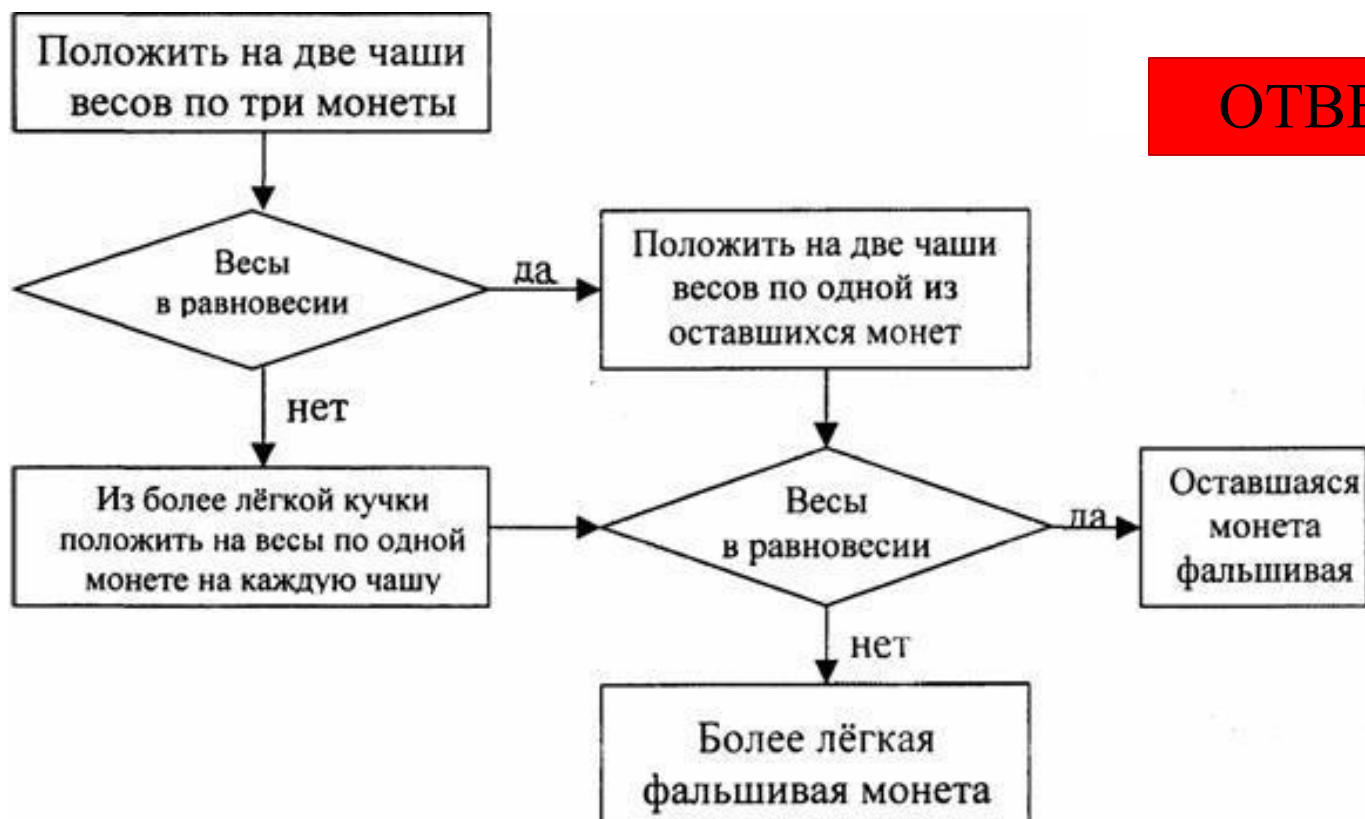 Положить на две чаши
весов по три монеты
Весы
в равновесии
да
Положить на две чаши
весов по одной из
оставшихся монет
нет
Из более лёгкой кучки
положить на весы по одной
монете на каждую чашу
Весы
в равновесии
да
Оставшаяся
монета
фальшивая
нет
Более лёгкая
фальшивая монета